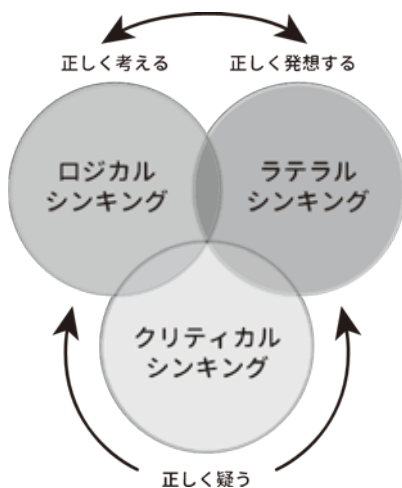 正しく考える
正しく発想する
ロジカル
シンキング
ラテラル
シンキング
クリティカル
シンキング
正しく疑う